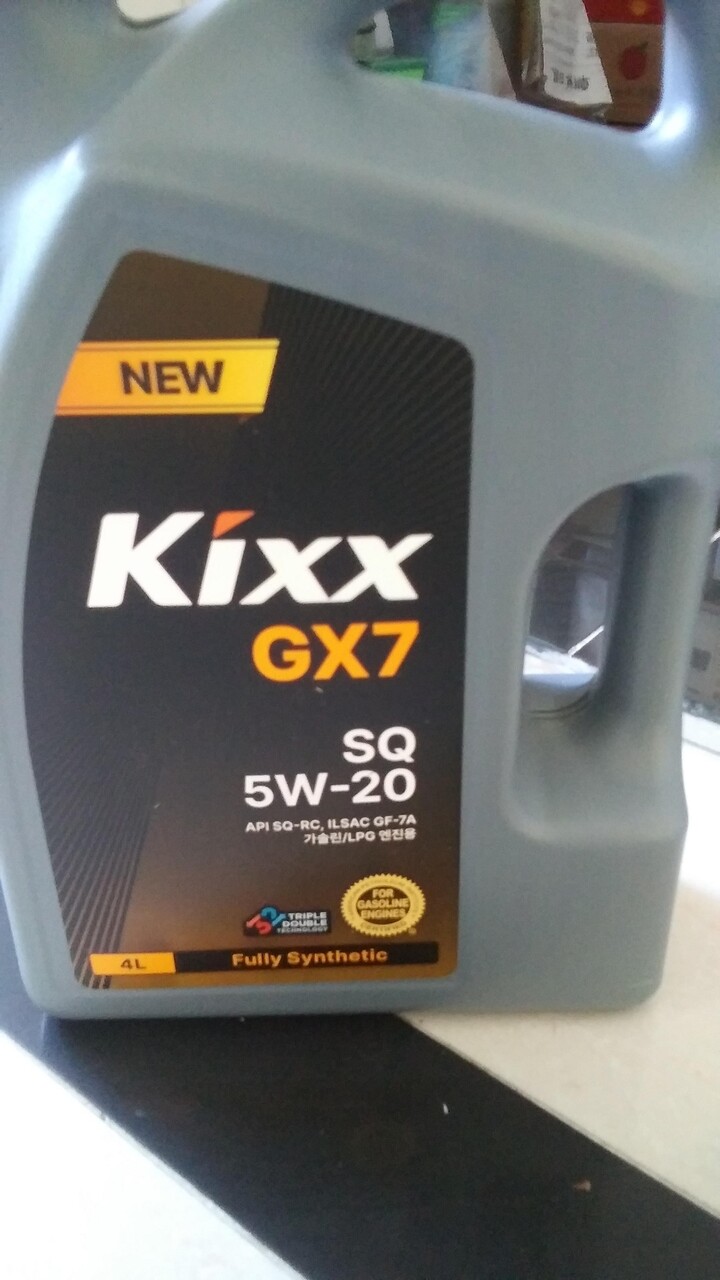 NEW
Kixx
GX7
SQ
5W-20
API SQ-RC, ILSAC GF-7A
가솔린/LPG 엔진용
TRIPLE
DOUBLE
TECHNOLOGY
FOR
GASOLINE
ENGINES
4L
Fully Synthetic